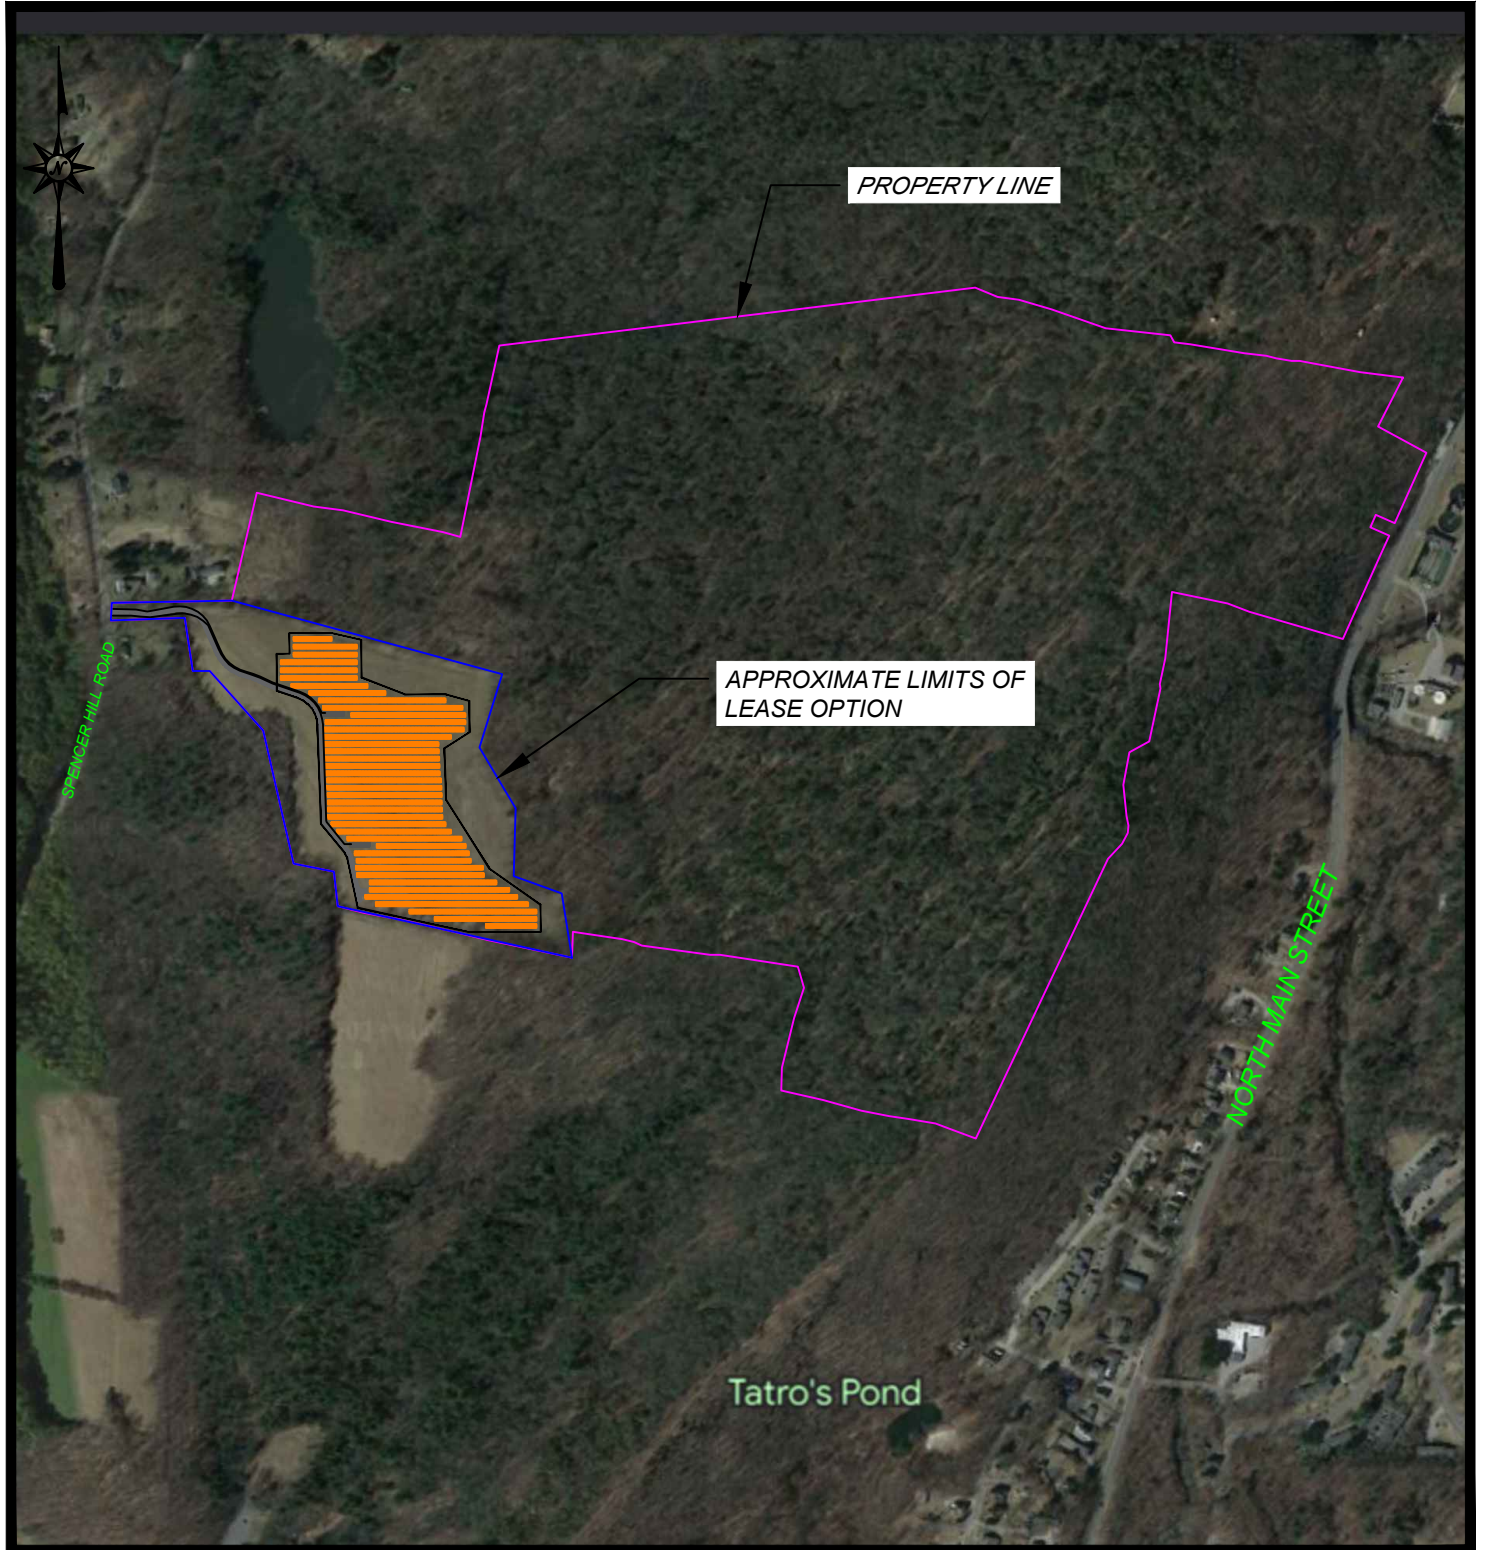 N
PROPERTY LINE
APPROXIMATE LIMITS OF
LEASE OPTION
SPENCER HILL ROAD
NORTH MAIN STREET
Tatro's Pond